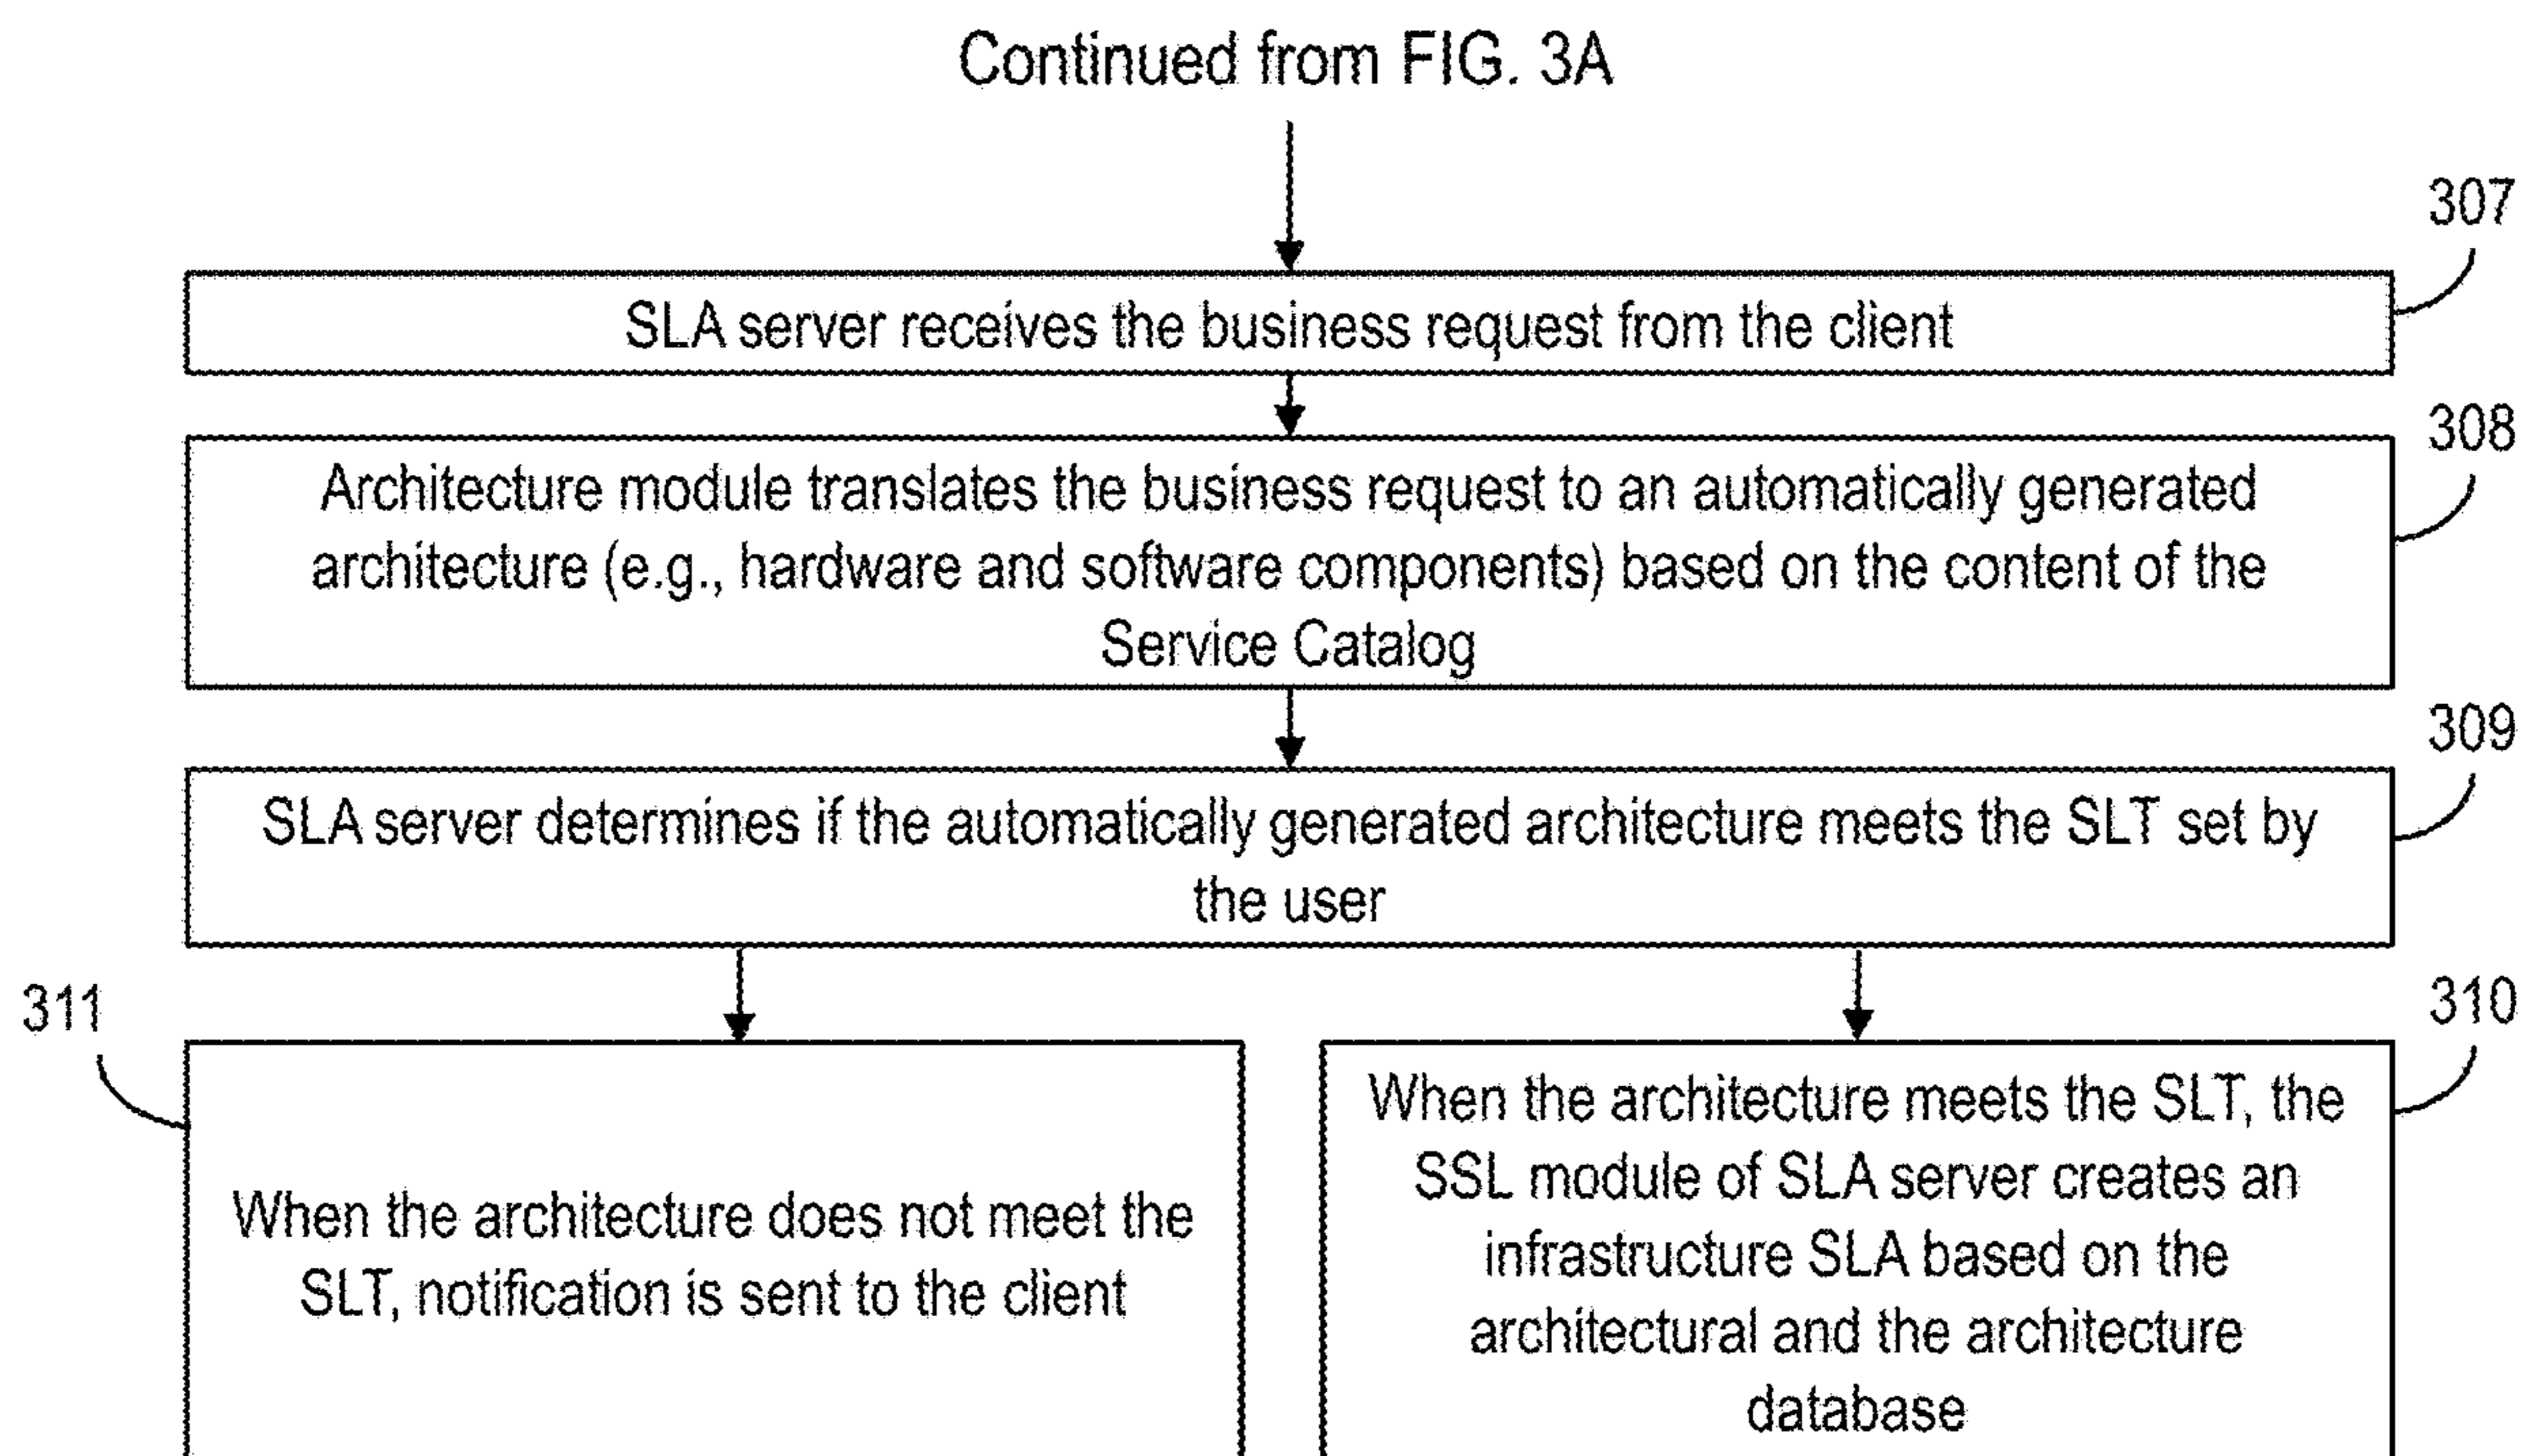 Continued from FIG. 3A
307
SLA server receives the business request from the client
308
Architecture module translates the business request to an automatically generated
architecture (e.g., hardware and software components) based on the content of the
Service Catalog
309
SLA server determines if the automatically generated architecture meets the SLT set by
the user
311
When the architecture does not meet the
SLT, notification is sent to the client
310
When the architecture meets the SLT, the
SSL module of SLA server creates an
infrastructure SLA based on the
architectural and the architecture
database